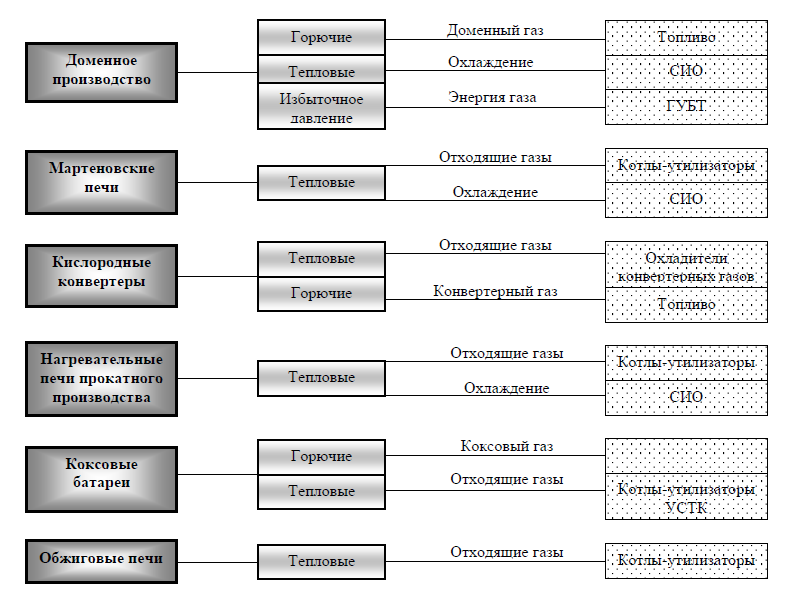 Доменное
производство
Горючие
Доменный газ
Топливо
Тепловые
Охлаждение
СИО
Избыточное
давление
Энергия газа
ГУБТ
Мартеновские
печи
Тепловые
Отходящие газы
Котлы-утилизаторы
Охлаждение
СИО
Кислородные
конвертеры
Тепловые
Отходящие газы
Охладители
конвертерных газов
Горючие
Конвертерный газ
Топливо
Нагревательные
печи прокатного
производства
Тепловые
Отходящие газы
Котлы-утилизаторы
Охлаждение
СИО
Коксовые
батареи
Горючие
Коксовый газ
Тепловые
Отходящие газы
Котлы-утилизаторы
УСТК
Обжиговые печи
Тепловые
Отходящие газы
Котлы-утилизаторы